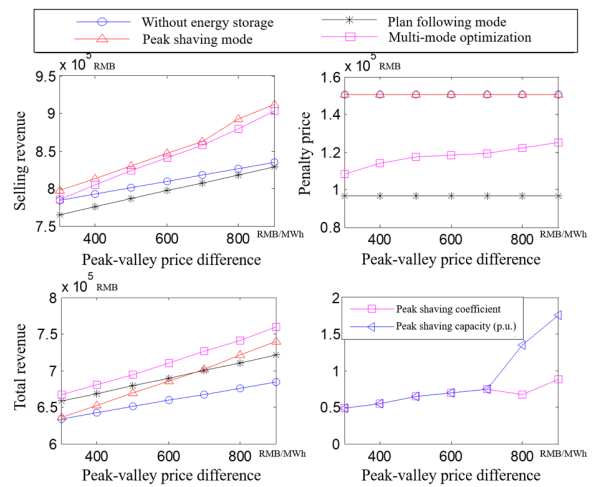 Without energy storage
Plan following mode
Peak shaving mode
Multi-mode optimization
x 10^5 RMB
9.5
9
8.5
8
7.5
Selling revenue
400 600 800 RMB/MWh
Peak-valley price difference
x 10^5 RMB
1.6
1.4
1.2
1
0.8
Penalty price
400 600 800 RMB/MWh
Peak-valley price difference
x 10^5 RMB
8
7.5
7
6.5
6
Total revenue
400 600 800 RMB/MWh
Peak-valley price difference
2
1.5
1
0.5
0
Peak shaving coefficient
Peak shaving capacity (p.u.)
400 600 800 RMB/MWh
Peak-valley price difference